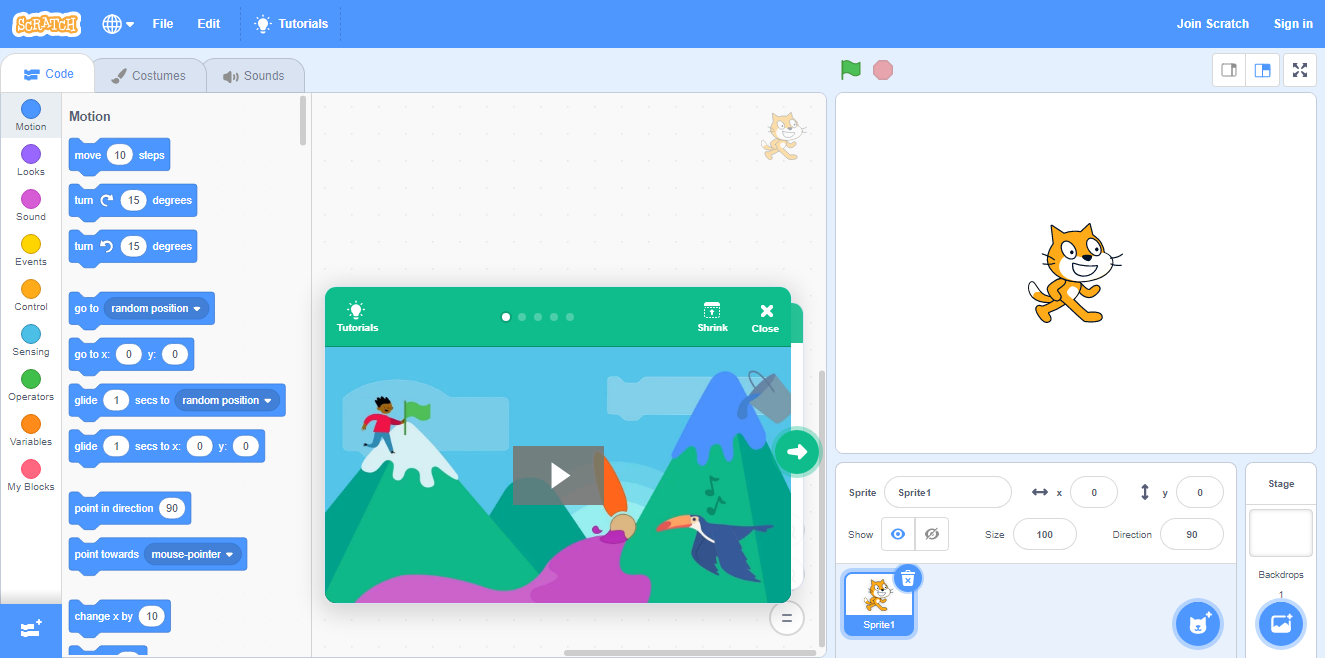 SCRATCH File Edit Tutorials Join Scratch Sign in
Code Costumes Sounds
Motion
Looks
Sound
Events
Control
Sensing
Operators
Variables
My Blocks
Motion
move 10 steps
turn 15 degrees
turn 15 degrees
go to random position
go to x: 0 y: 0
glide 1 secs to random position
glide 1 secs to x: 0 y: 0
point in direction 90
point towards mouse-pointer
change x by 10
Tutorials Shrink Close
Sprite Sprite1 x 0 y 0
Show Size 100 Direction 90
Sprite1
Stage
Backdrops
1